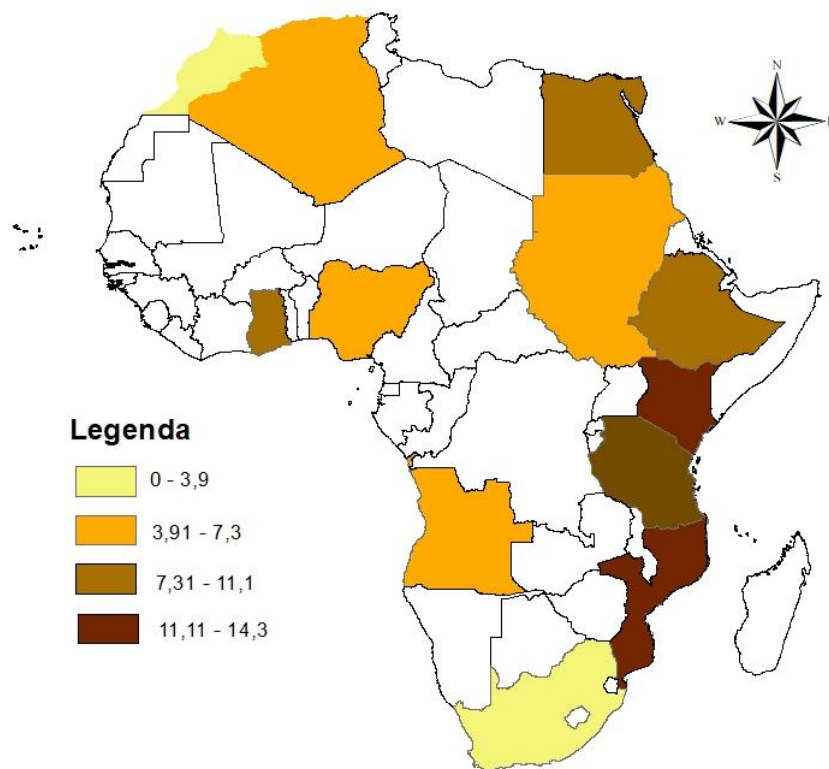 N
W
E
S
Legenda
0 - 3,9
3,91 - 7,3
7,31 - 11,1
11,11 - 14,3